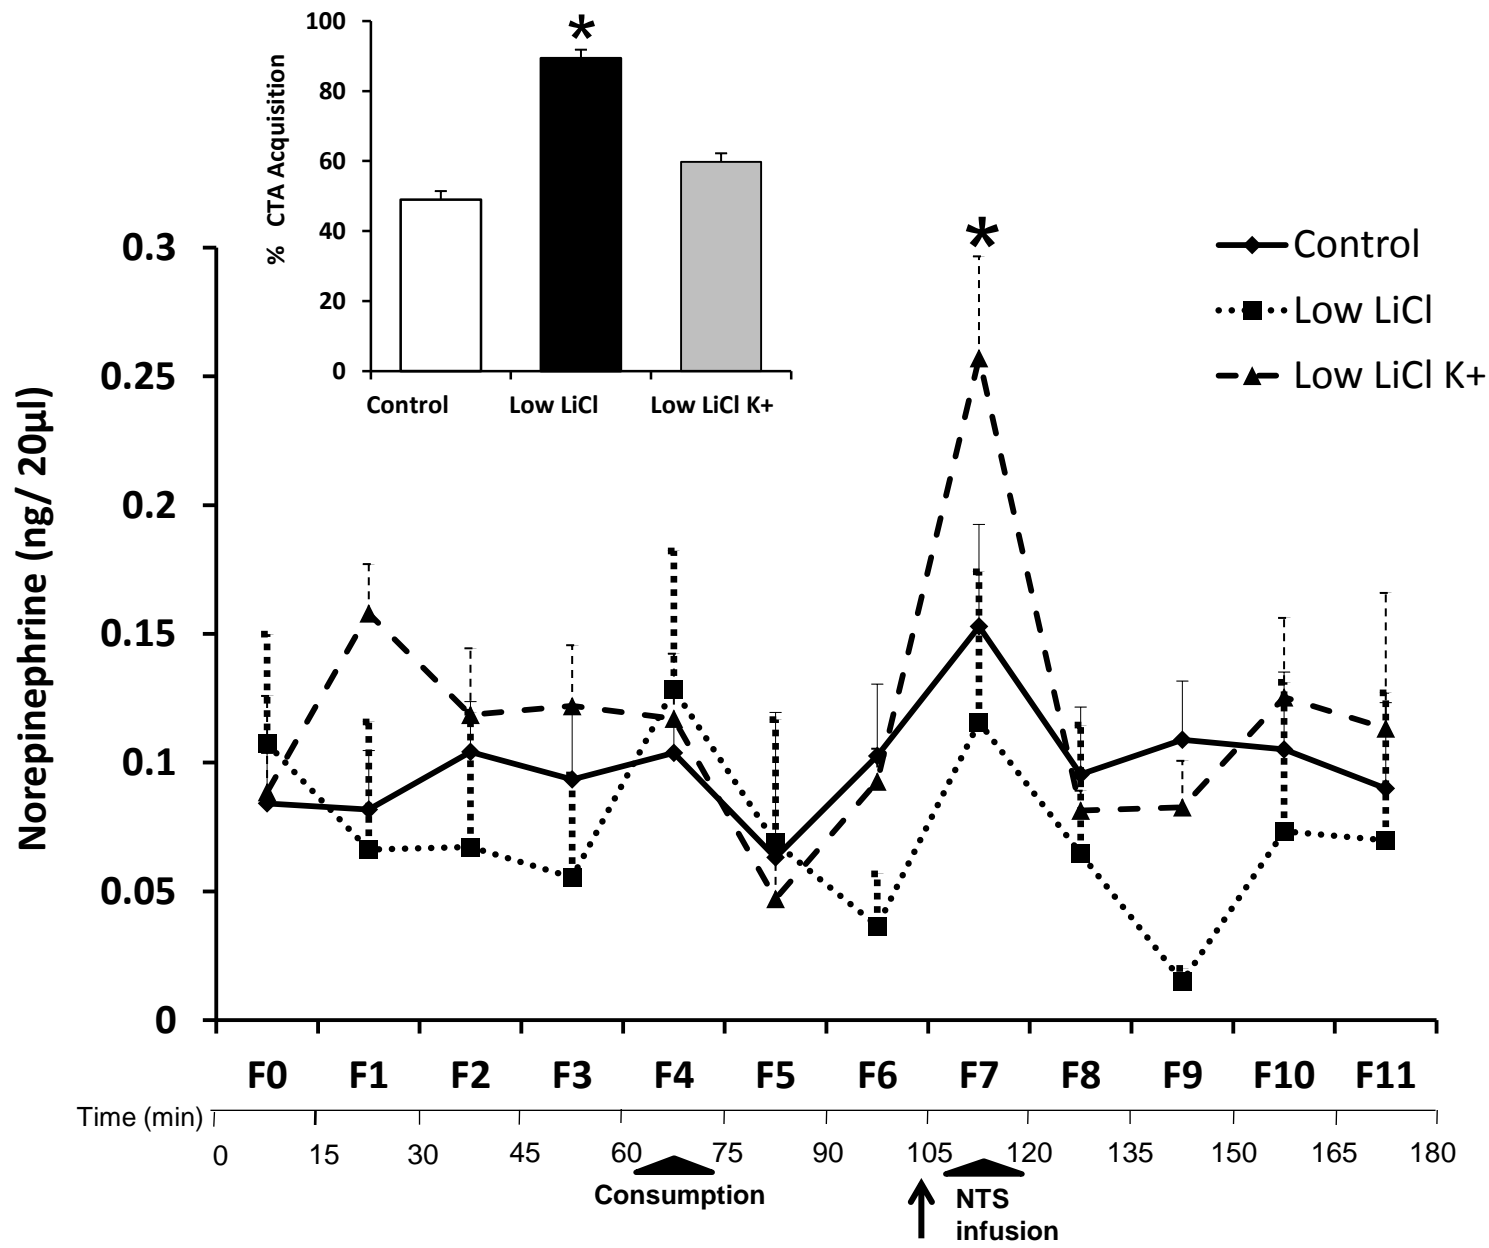 100
80
60
40
20
0
% CTA Acquisition
*
Control Low LiCl Low LiCl K+
*
Control
Low LiCl
Low LiCl K+
Norepinephrine (ng/ 20µl)
0.3
0.25
0.2
0.15
0.1
0.05
0
F0 F1 F2 F3 F4 F5 F6 F7 F8 F9 F10 F11
Time (min)
0 15 30 45 60 75 90 105 120 135 150 165 180
Consumption
NTS
infusion